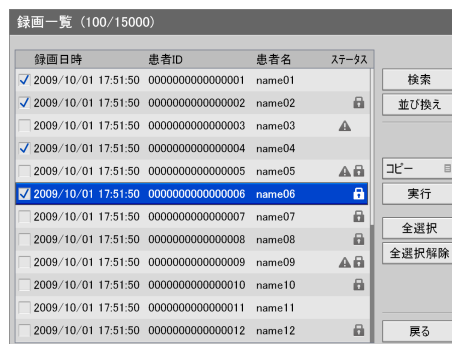 録画一覧 (100/15000)
録画日時 患者ID 患者名 ステータス
2009/10/01 17:51:50 0000000000000001 name01
2009/10/01 17:51:50 0000000000000002 name02
2009/10/01 17:51:50 0000000000000003 name03
2009/10/01 17:51:50 0000000000000004 name04
2009/10/01 17:51:50 0000000000000005 name05
2009/10/01 17:51:50 0000000000000006 name06
2009/10/01 17:51:50 0000000000000007 name07
2009/10/01 17:51:50 0000000000000008 name08
2009/10/01 17:51:50 0000000000000009 name09
2009/10/01 17:51:50 0000000000000010 name10
2009/10/01 17:51:50 0000000000000011 name11
2009/10/01 17:51:50 0000000000000012 name12
検索
並び換え
コピー
実行
全選択
全選択解除
戻る